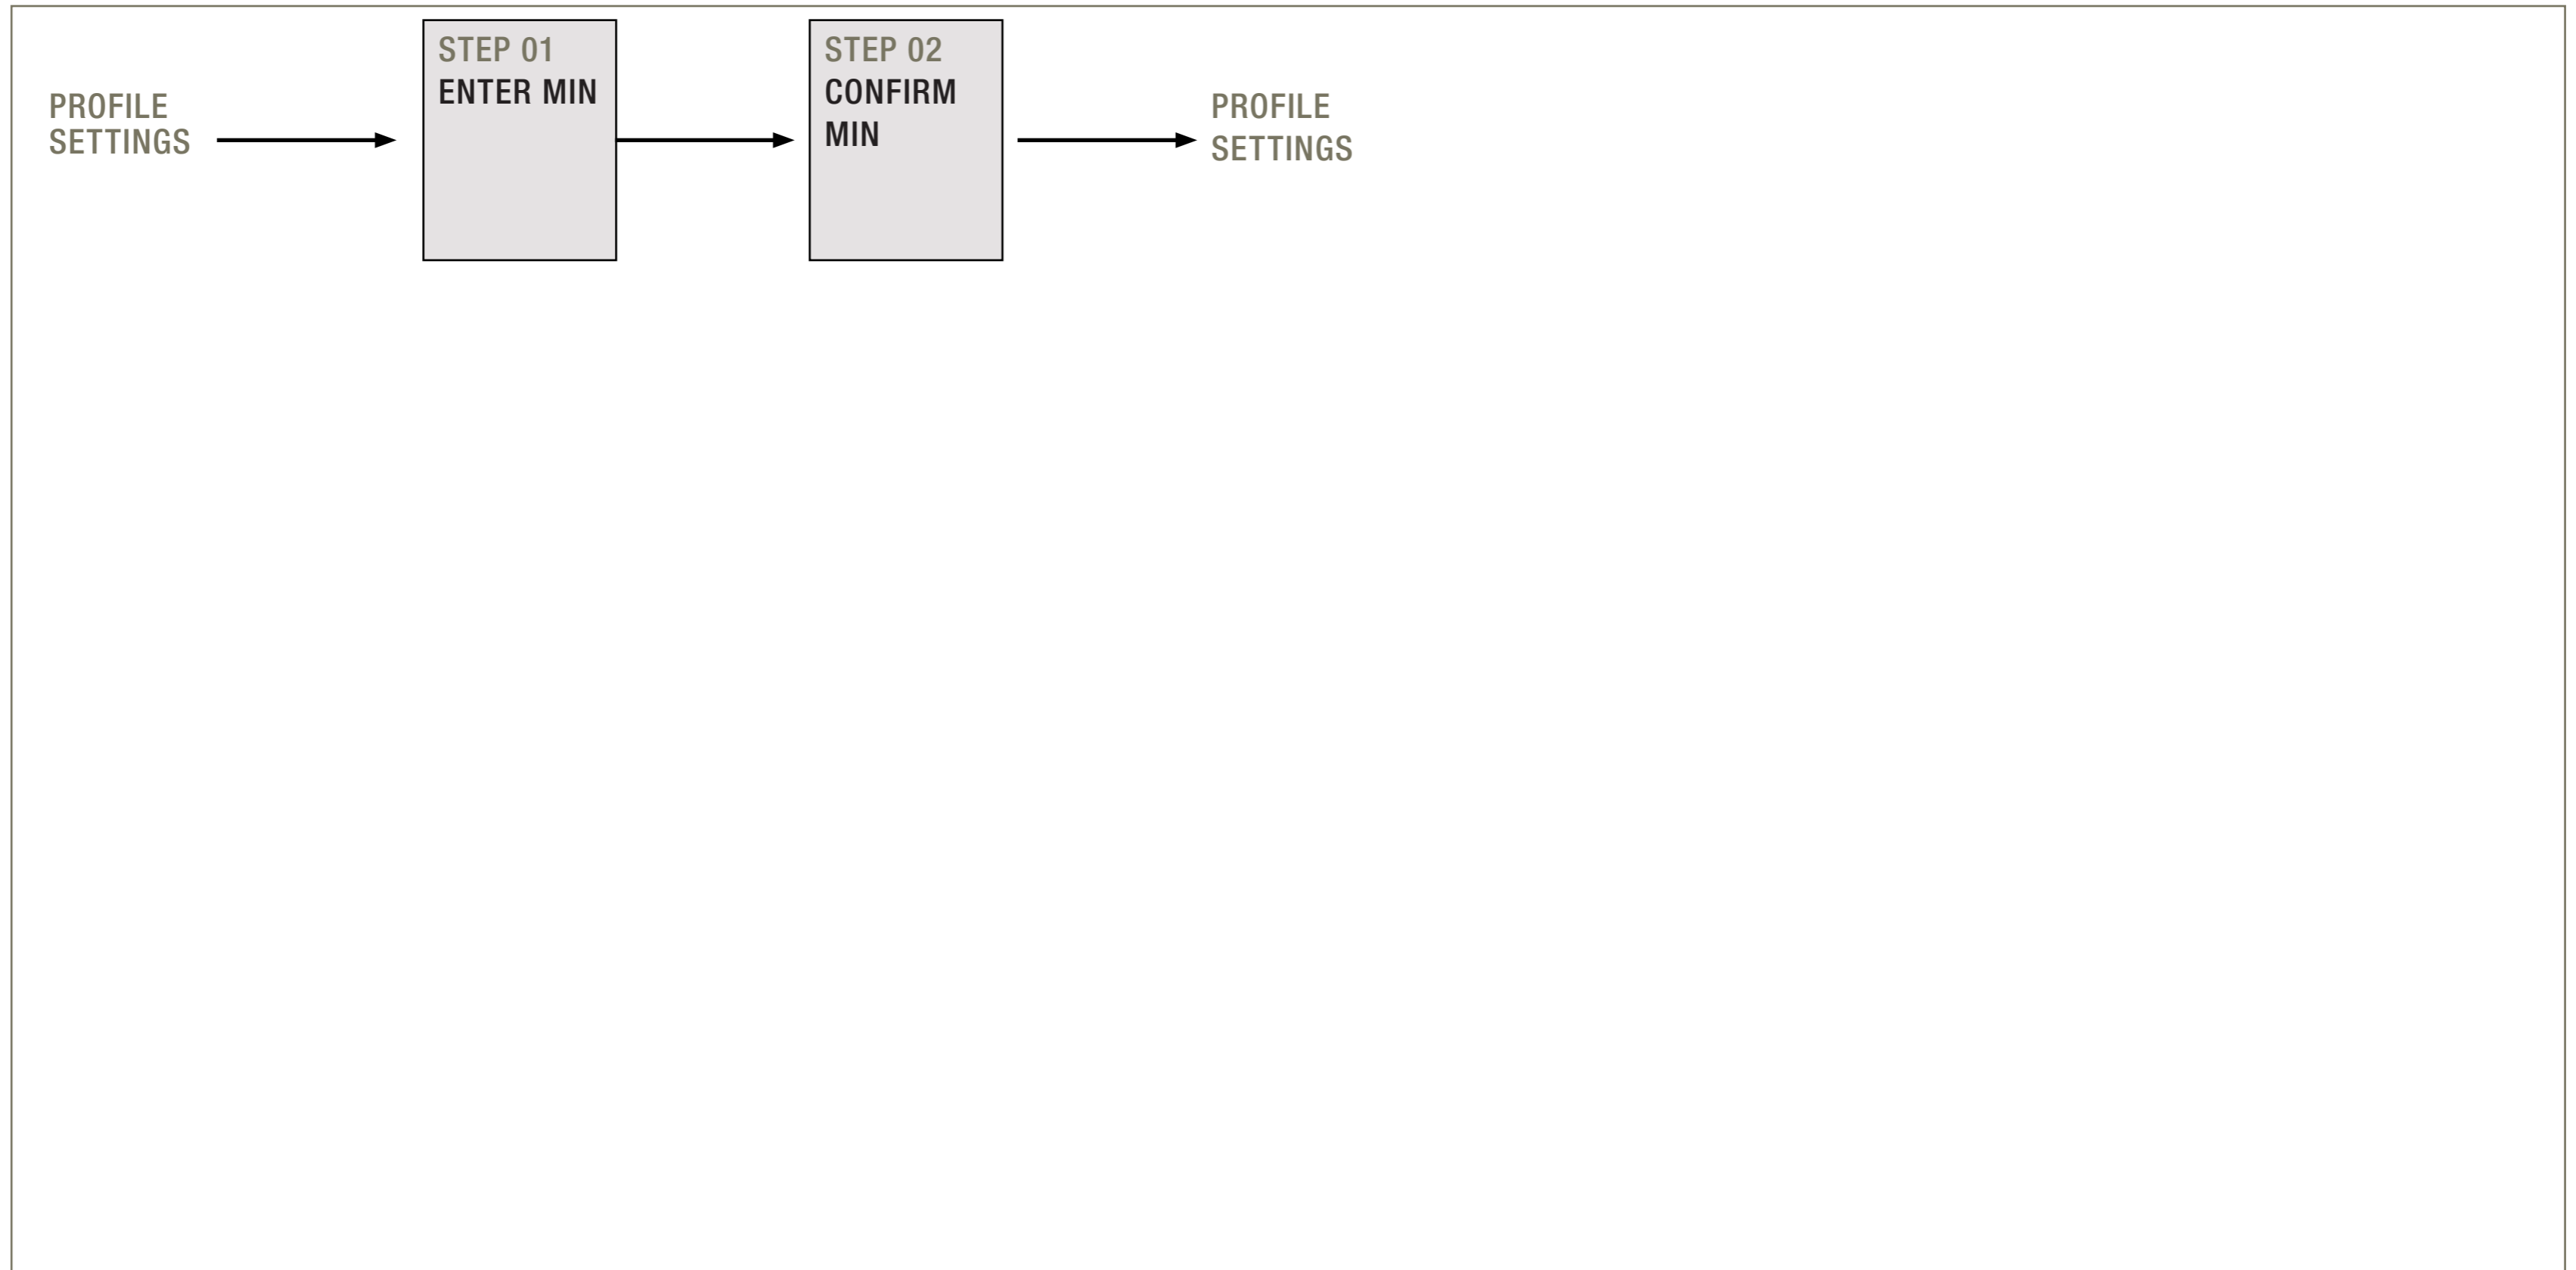 PROFILE
SETTINGS
STEP 01
ENTER MIN
STEP 02
CONFIRM
MIN
PROFILE
SETTINGS